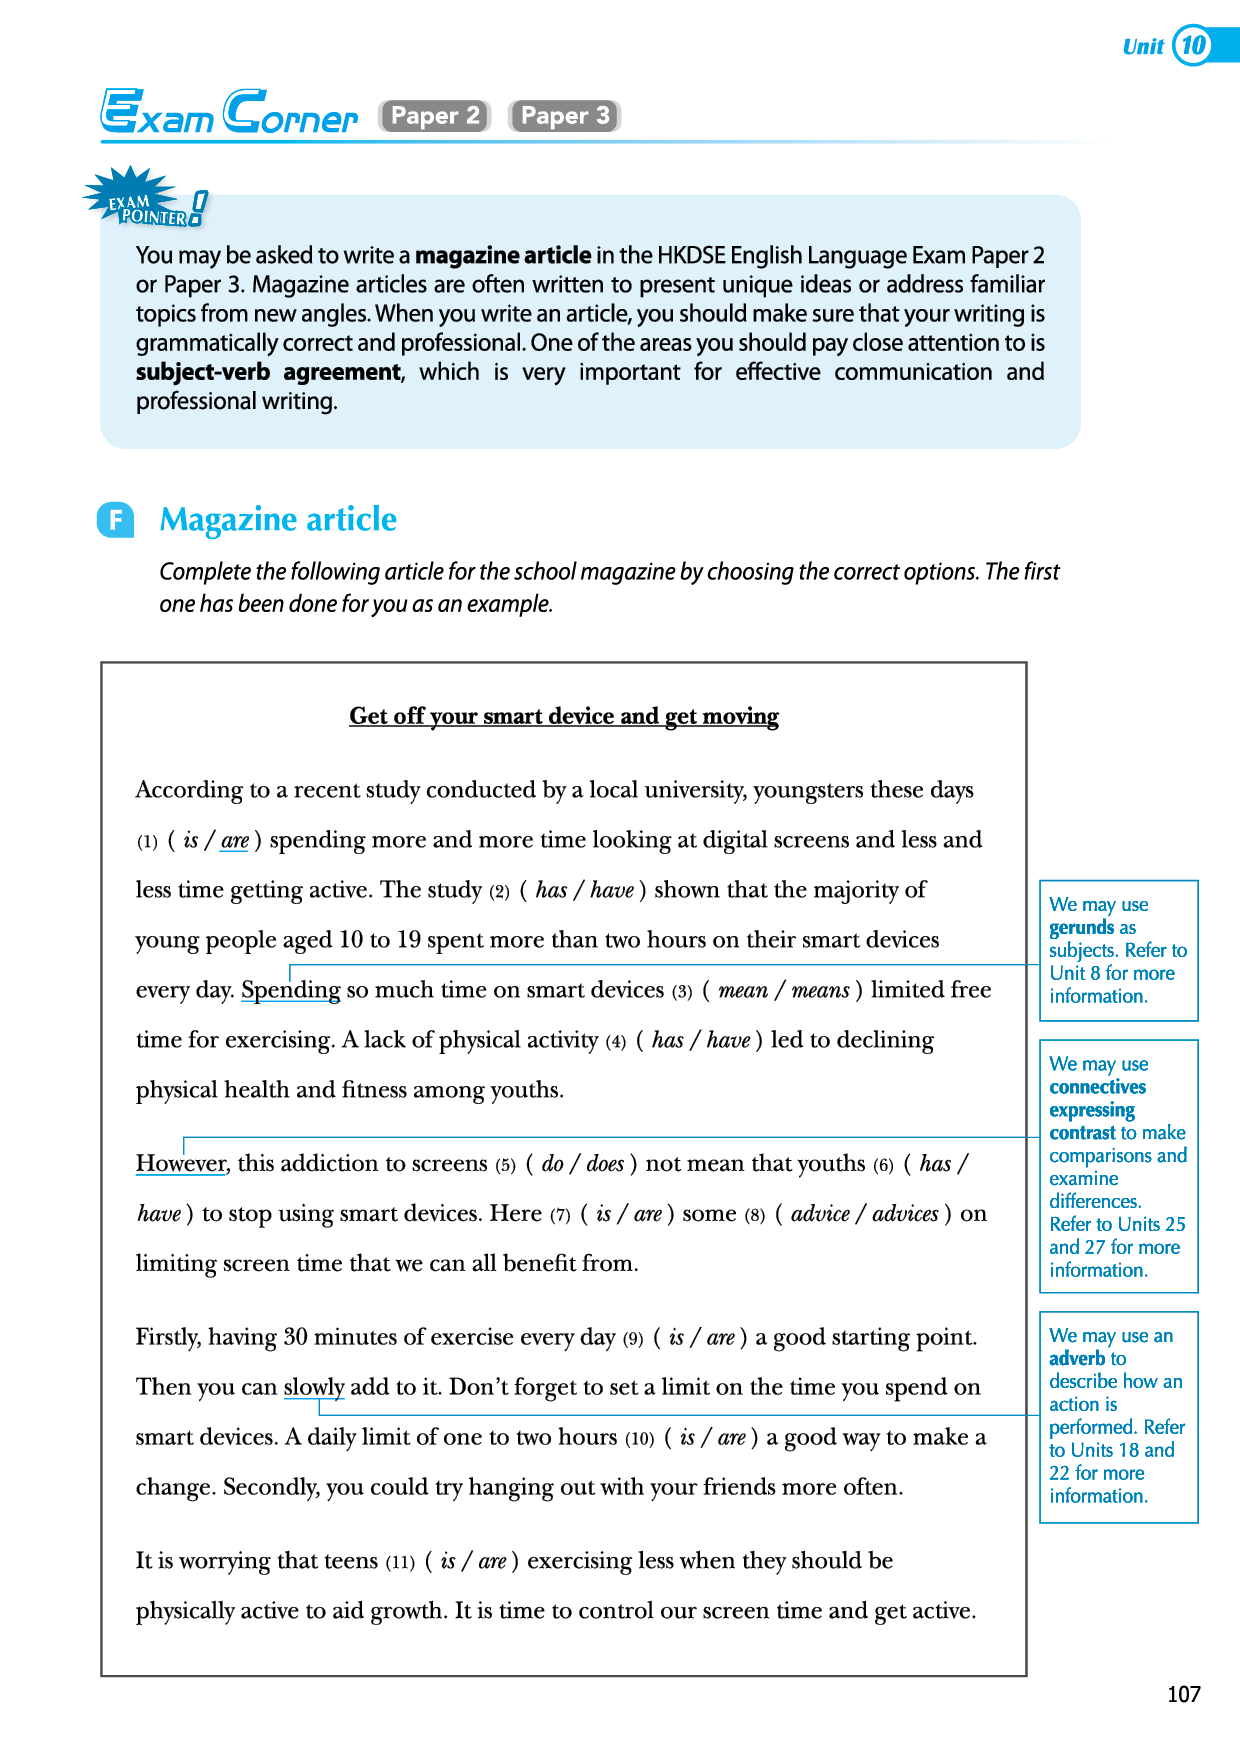 Unit 10
Exam Corner Paper 2 Paper 3
EXAM
POINTER!
You may be asked to write a magazine article in the HKDSE English Language Exam Paper 2
or Paper 3. Magazine articles are often written to present unique ideas or address familiar
topics from new angles. When you write an article, you should make sure that your writing is
grammatically correct and professional. One of the areas you should pay close attention to is
subject-verb agreement, which is very important for effective communication and
professional writing.
F Magazine article
Complete the following article for the school magazine by choosing the correct options. The first
one has been done for you as an example.
Get off your smart device and get moving
According to a recent study conducted by a local university, youngsters these days
(1) ( is / are ) spending more and more time looking at digital screens and less and
less time getting active. The study (2) ( has / have ) shown that the majority of
young people aged 10 to 19 spent more than two hours on their smart devices
every day. Spending so much time on smart devices (3) ( mean / means ) limited free
time for exercising. A lack of physical activity (4) ( has / have ) led to declining
physical health and fitness among youths.
However, this addiction to screens (5) ( do / does ) not mean that youths (6) ( has /
have ) to stop using smart devices. Here (7) ( is / are ) some (8) ( advice / advices ) on
limiting screen time that we can all benefit from.
Firstly, having 30 minutes of exercise every day (9) ( is / are ) a good starting point.
Then you can slowly add to it. Don't forget to set a limit on the time you spend on
smart devices. A daily limit of one to two hours (10) ( is / are ) a good way to make a
change. Secondly, you could try hanging out with your friends more often.
It is worrying that teens (11) ( is / are ) exercising less when they should be
physically active to aid growth. It is time to control our screen time and get active.
We may use
gerunds as
subjects. Refer to
Unit 8 for more
information.
We may use
connectives
expressing
contrast to make
comparisons and
examine
differences.
Refer to Units 25
and 27 for more
information.
We may use an
adverb to
describe how an
action is
performed. Refer
to Units 18 and
22 for more
information.
107